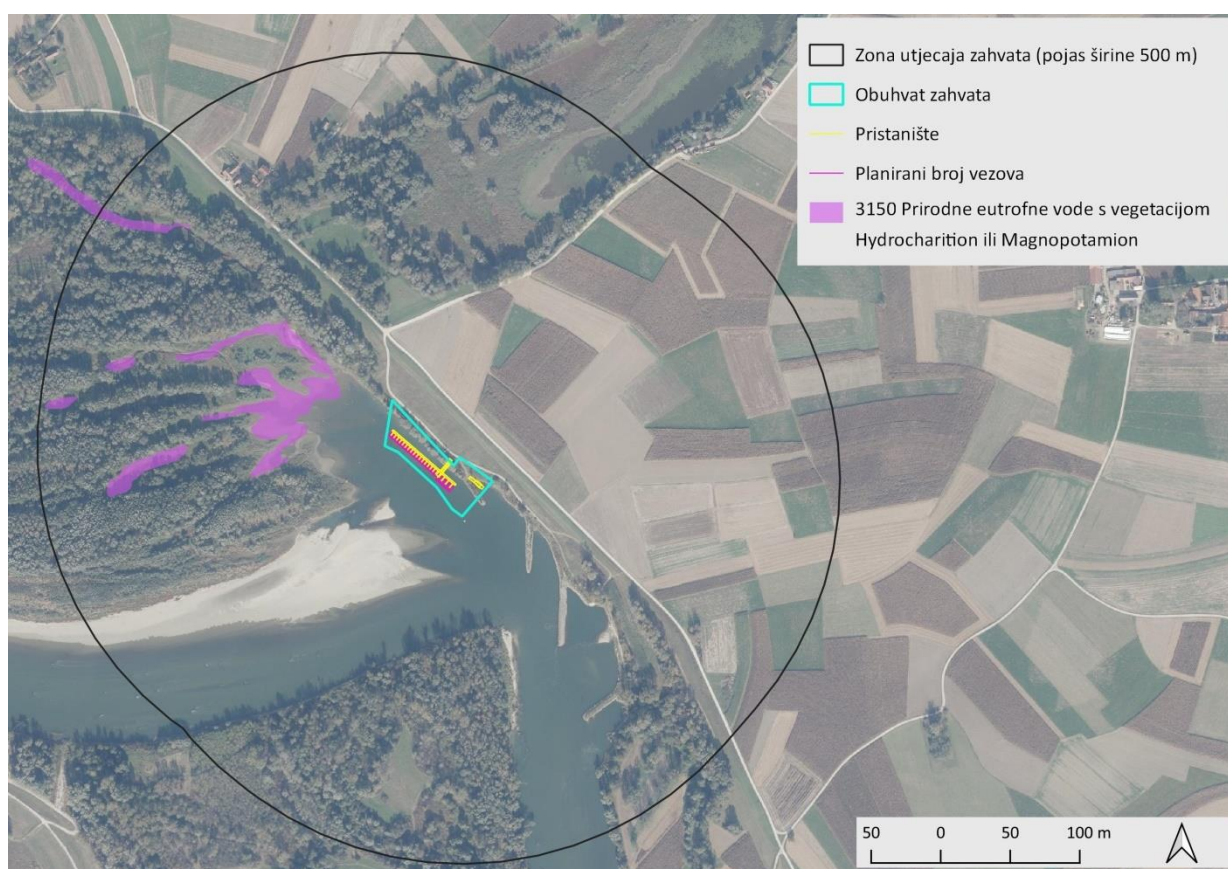 Zona utjecaja zahvata (pojas širine 500 m)
Obuhvat zahvata
Pristanište
Planirani broj vezova
3150 Prirodne eutrofne vode s vegetacijom
Hydrocharition ili Magnopotamion
50 0 50 100 m